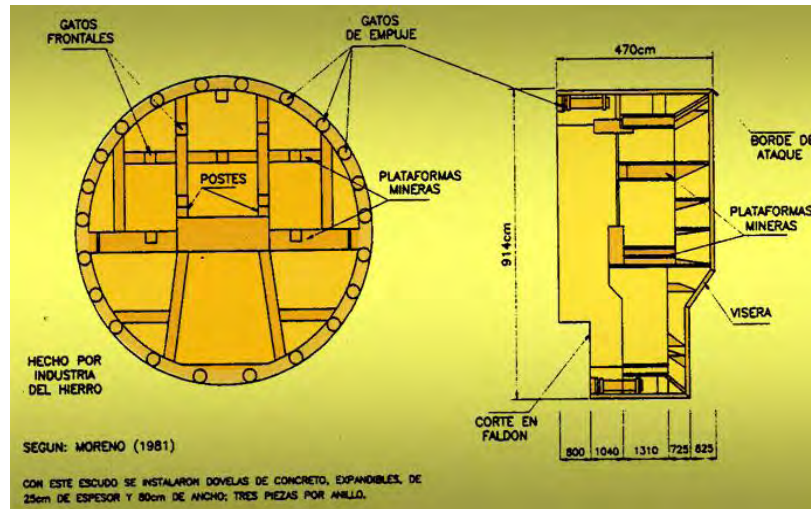 GATOS
FRONTALES
GATOS
DE EMPUJE
470cm
BORDE DE
ATAQUE
POSTES
PLATAFORMAS
MINERAS
PLATAFORMAS
MINERAS
914cm
VISERA
HECHO POR
INDUSTRIA
DEL HIERRO
CORTE EN
FALDON
800 1040 1310 725 825
SEGUN: MORENO (1981)
CON ESTE ESCUDO SE INSTALARON DOVELAS DE CONCRETO, EXPANDIBLES, DE
25cm DE ESPESOR Y 80cm DE ANCHO; TRES PIEZAS POR ANILLO.